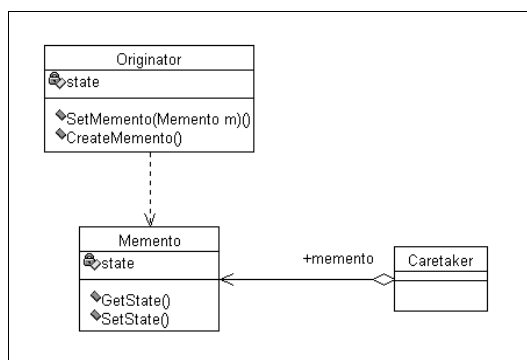 Originator
state
SetMemento(Memento m)()
CreateMemento()
Memento
state
GetState()
SetState()
+memento
Caretaker